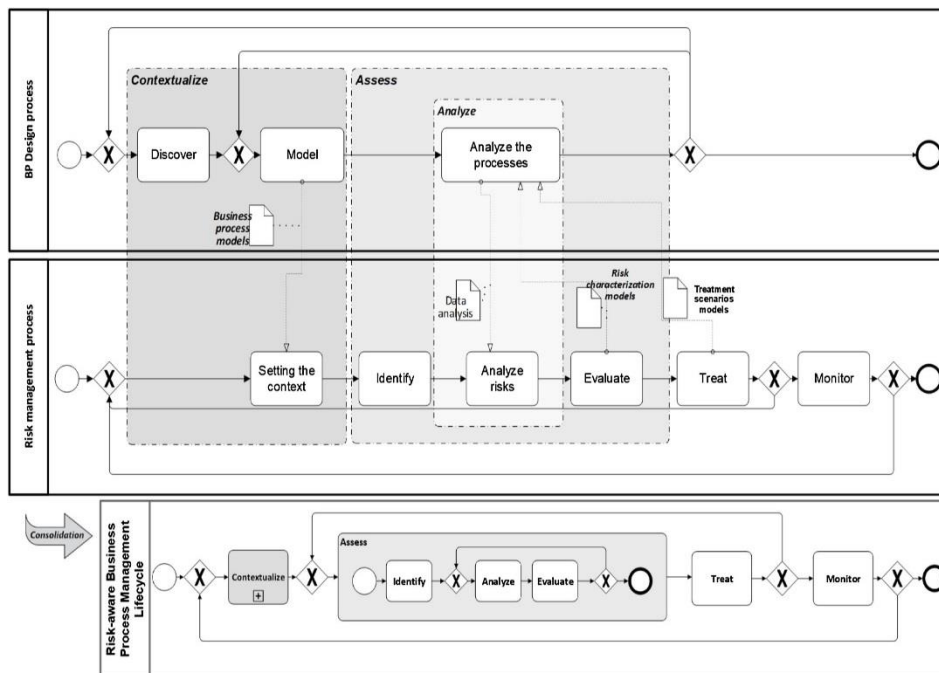 BP Design process
Contextualize
Assess
Analyze
X
Discover
X
Model
Analyze the
processes
X
Business
process
models
Risk management process
Data
analysis
Risk
characterization
models
Treatment
scenarios
models
X
Setting the
context
Identify
Analyze
risks
Evaluate
Treat
X
Monitor
X
Consolidation
Risk-aware Business
Process Management
Lifecycle
X
Contextualize
+
X
Assess
Identify
X
Analyze
Evaluate
X
Treat
X
Monitor
X